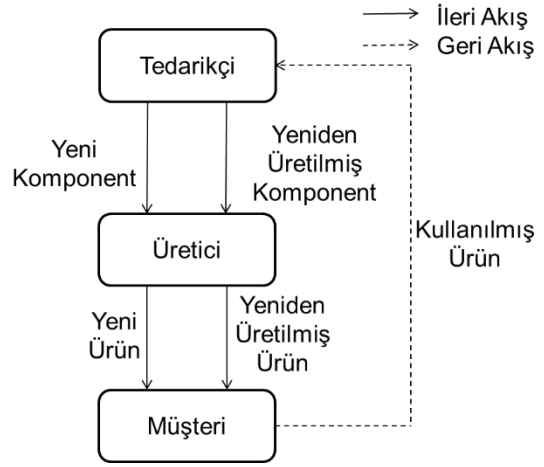 İleri Akış
Geri Akış
Tedarikçi
Yeni
Komponent
Yeniden
Üretilmiş
Komponent
Üretici
Kullanılmış
Ürün
Yeni
Ürün
Yeniden
Üretilmiş
Ürün
Müşteri